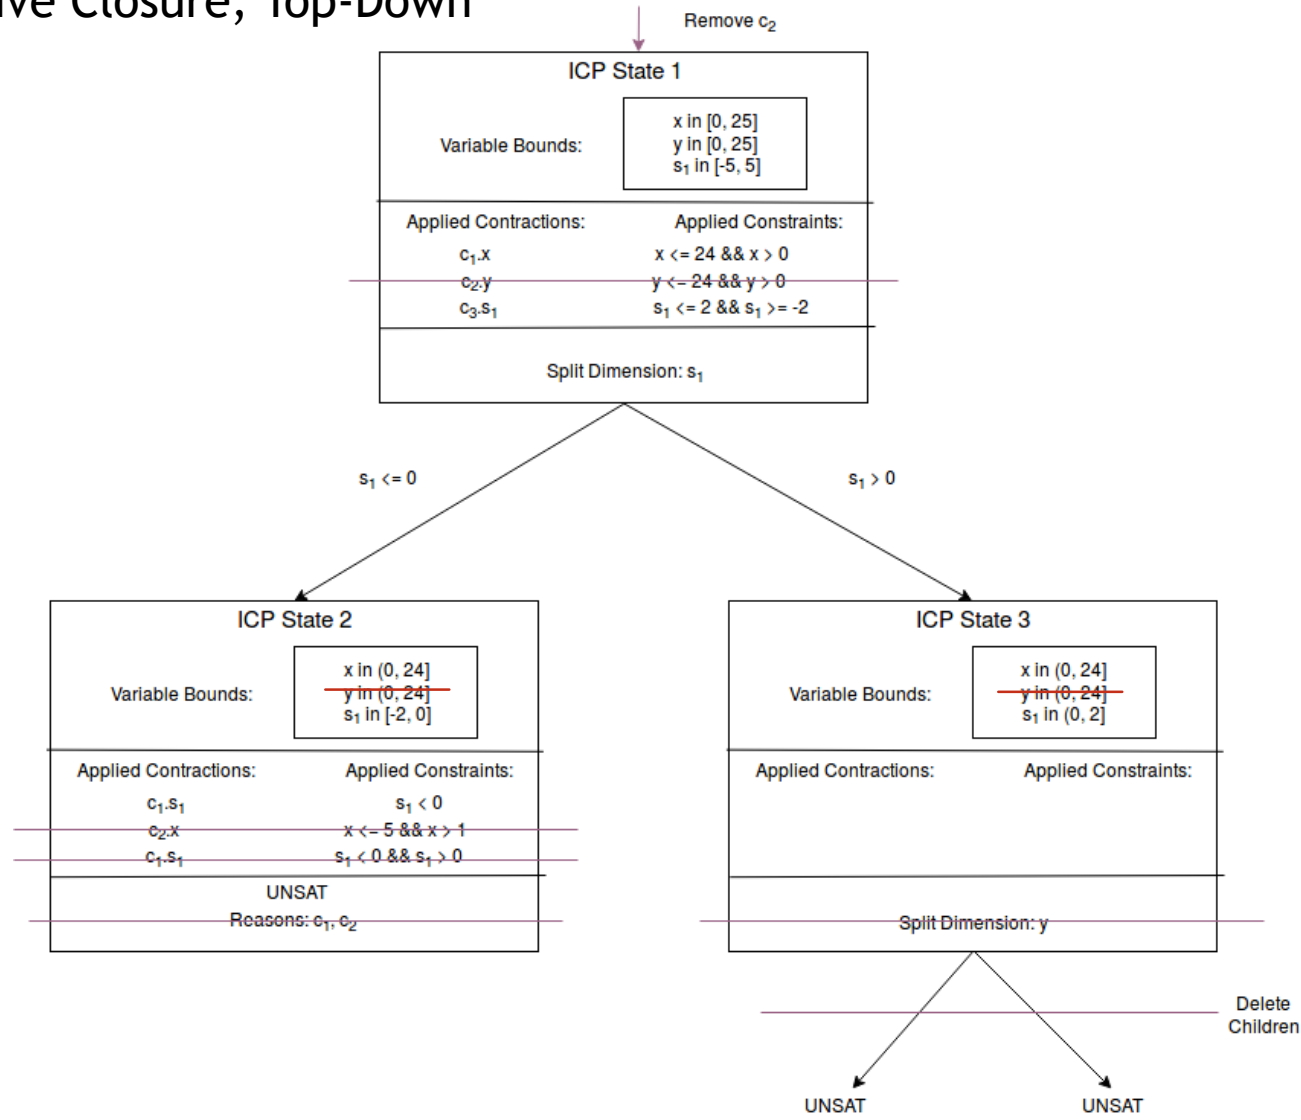 ive Closure, Top-Down
Remove c₂
ICP State 1
Variable Bounds:
x in [0, 25]
y in [0, 25]
s₁ in [-5, 5]
Applied Contractions: Applied Constraints:
c₁.x x <= 24 && x > 0
c₂.y y <= 24 && y > 0
c₃.s₁ s₁ <= 2 && s₁ >= -2
Split Dimension: s₁
s₁ <= 0
s₁ > 0
ICP State 2
Variable Bounds:
x in (0, 24]
y in (0, 24]
s₁ in [-2, 0]
Applied Contractions: Applied Constraints:
c₁.s₁ s₁ < 0
c₂.x x <= 5 && x > 1
c₁.s₁ s₁ < 0 && s₁ > 0
UNSAT
Reasons: c₁, c₂
ICP State 3
Variable Bounds:
x in (0, 24]
y in (0, 24]
s₁ in (0, 2]
Applied Contractions: Applied Constraints:
Split Dimension: y
Delete
Children
UNSAT
UNSAT